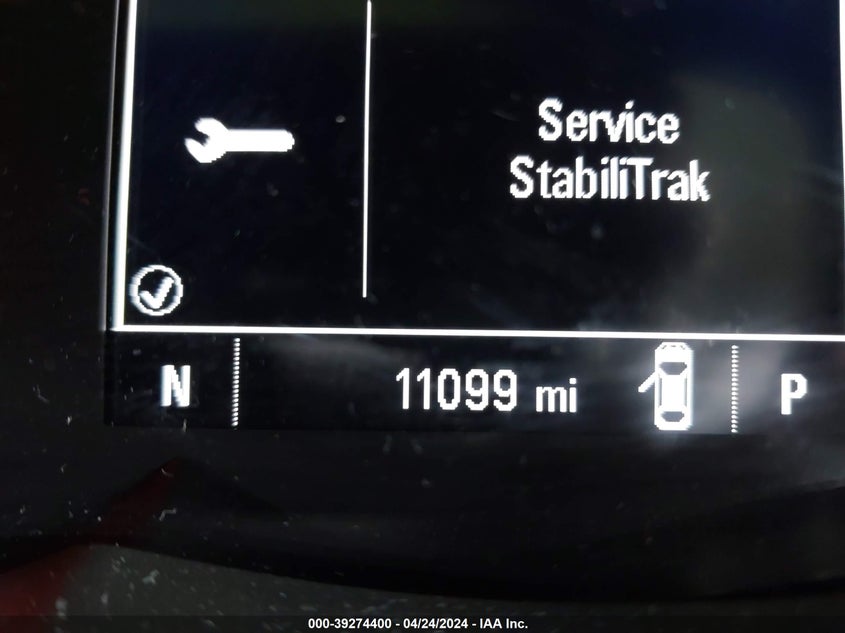 Service
StabiliTrak
N 11099 mi P
000-39274400 - 04/24/2024 - IAA Inc.